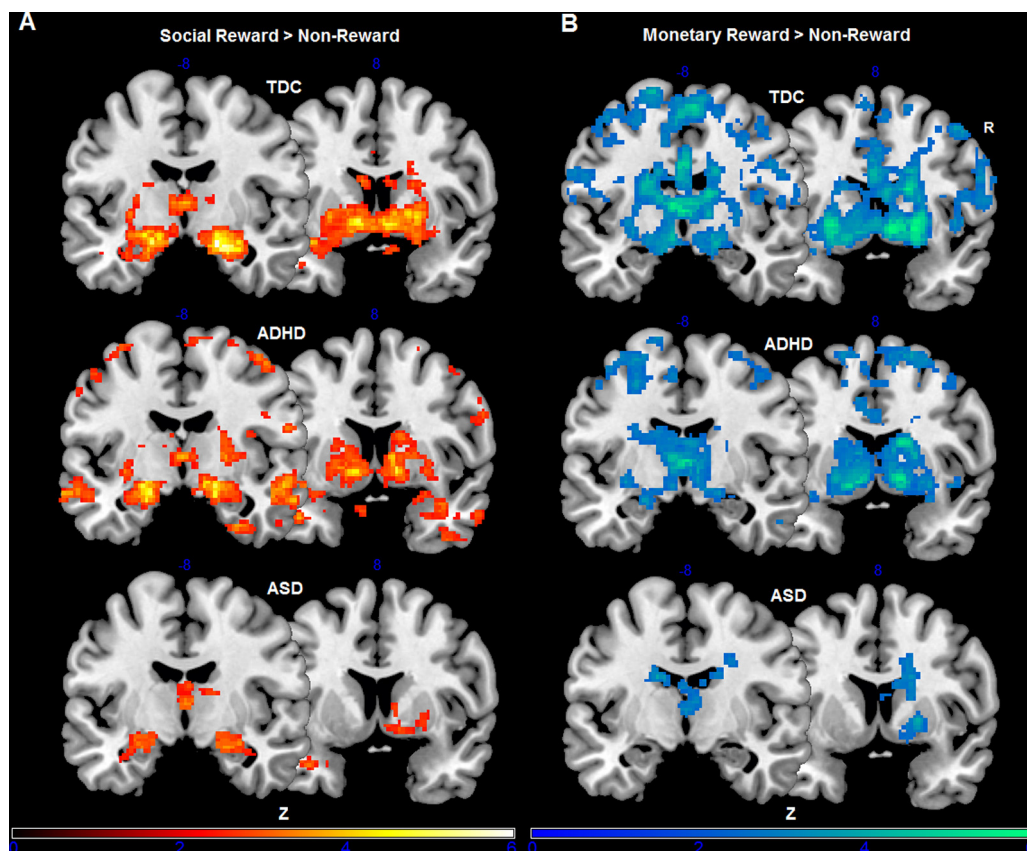 A
Social Reward > Non-Reward
-8
8
TDC
-8
8
ADHD
-8
8
ASD
Z
0 2 4 6
B
Monetary Reward > Non-Reward
-8
8
TDC
R
-8
8
ADHD
-8
8
ASD
Z
0 2 4